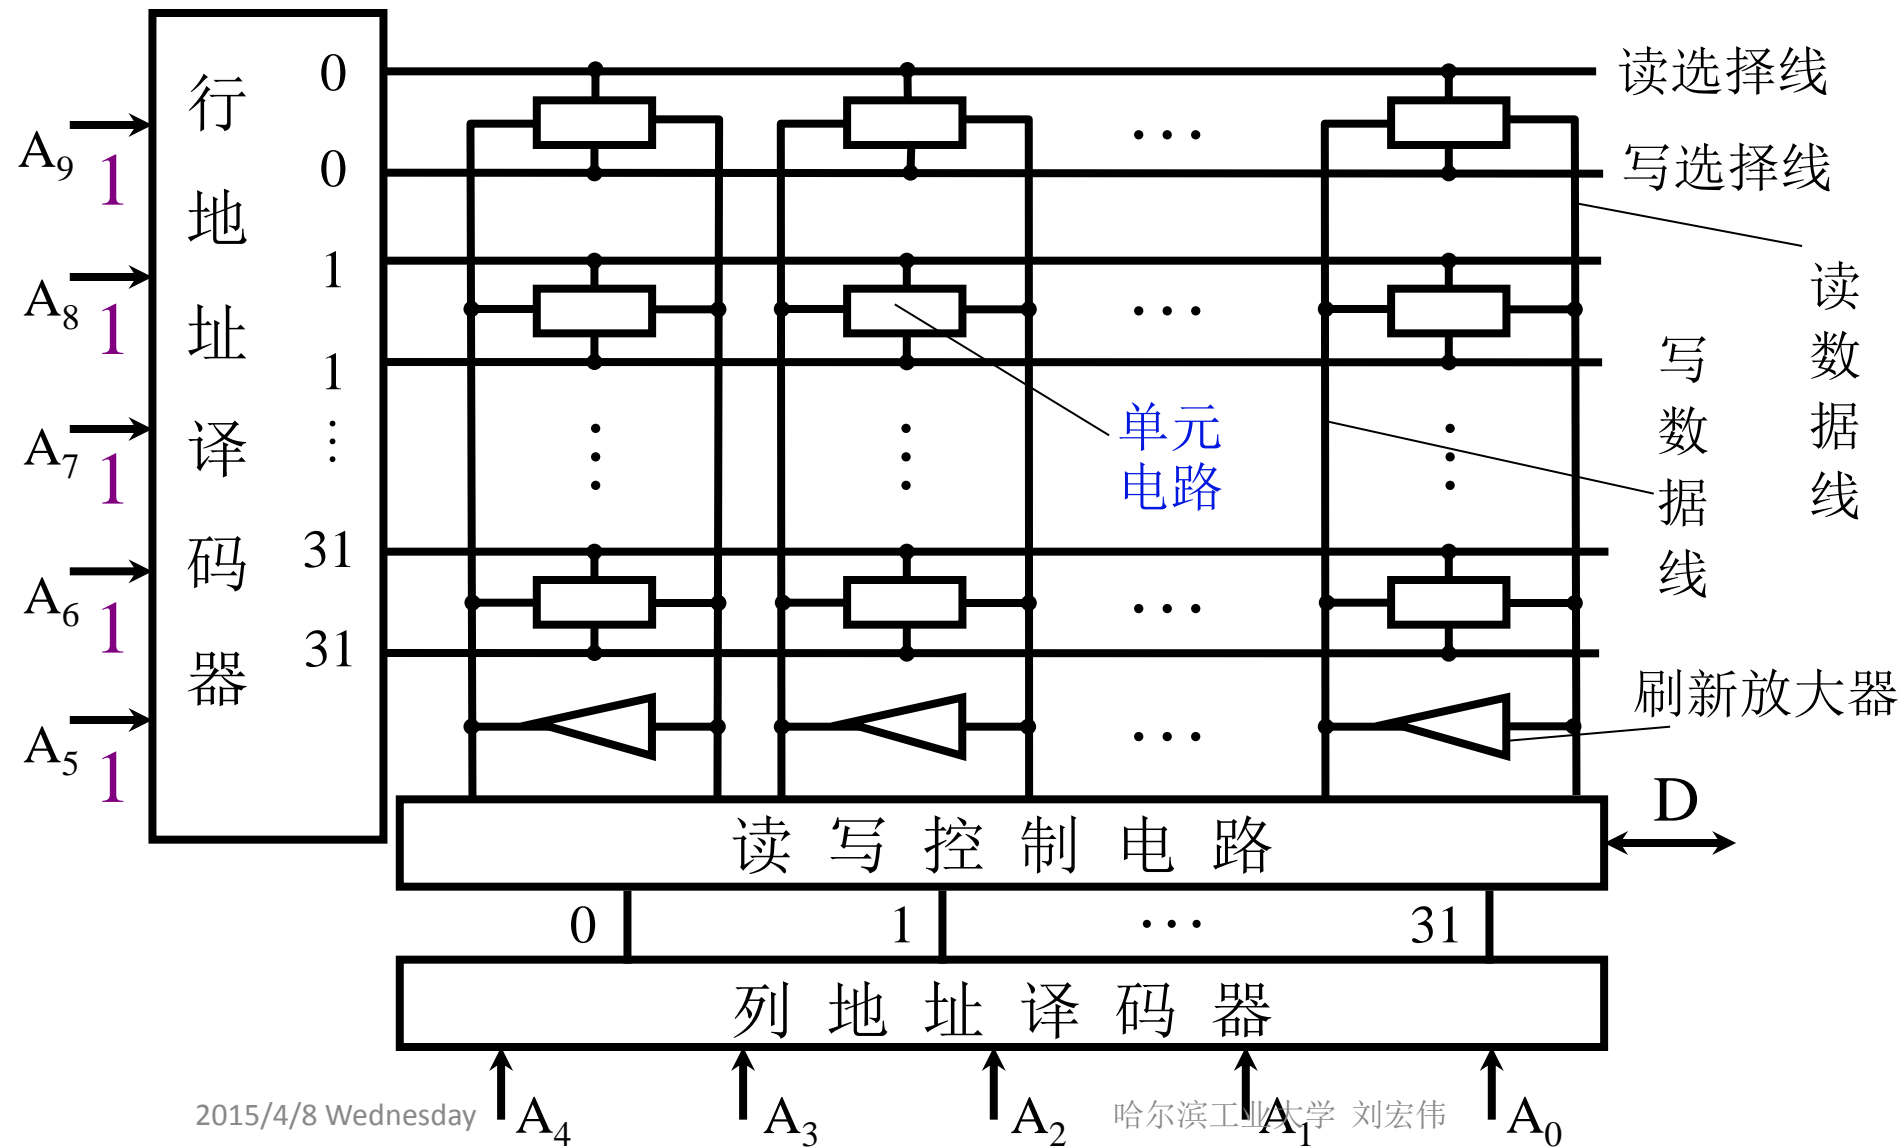 行地址译码器
A9 1
A8 1
A7 1
A6 1
A5 1
0
0
1
1
⋮
31
31
读选择线
写选择线
读数据线
写数据线
单元
电路
刷新放大器
D
读写控制电路
0 1 … 31
列地址译码器
A4 A3 A2 A1 A0
2015/4/8 Wednesday
哈尔滨工业大学 刘宏伟